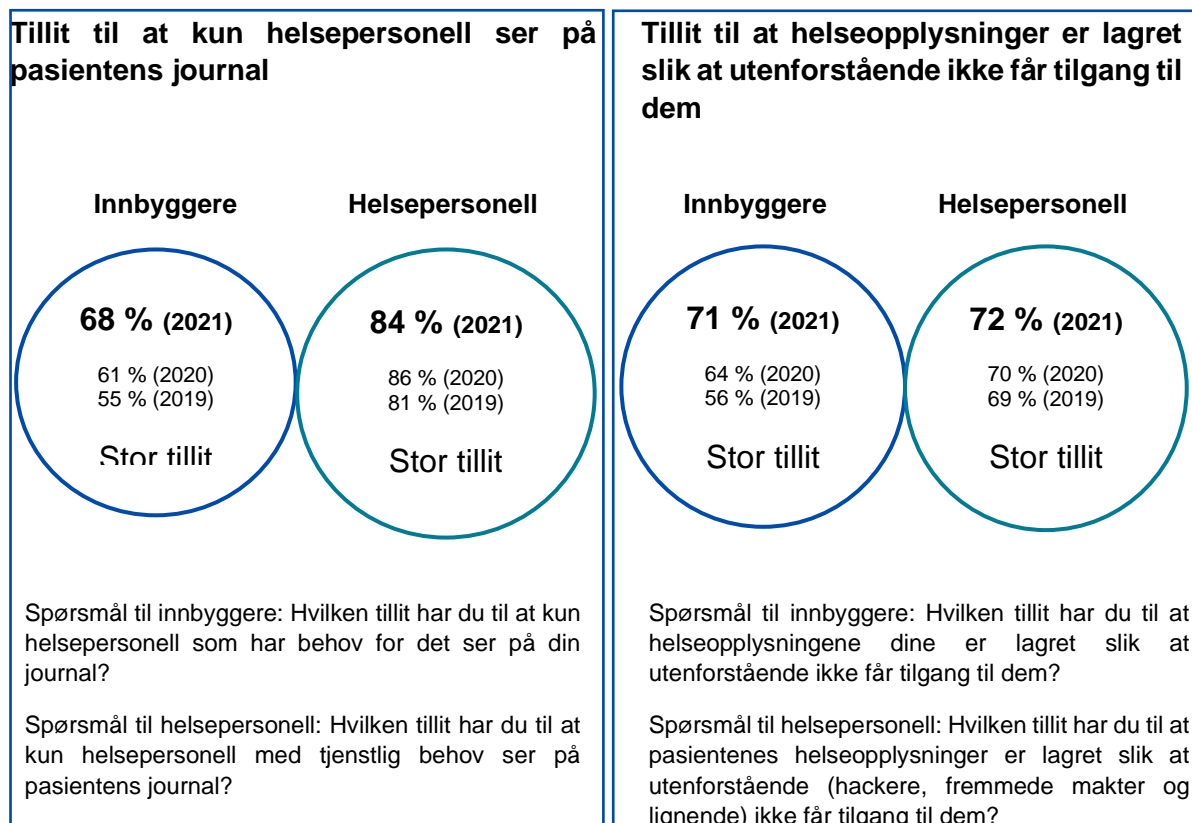 Tillit til at kun helsepersonell ser på
pasientens journal
Innbyggere
Helsepersonell
68 % (2021)
61 % (2020)
55 % (2019)
Stor tillit
84 % (2021)
86 % (2020)
81 % (2019)
Stor tillit
Spørsmål til innbyggere: Hvilken tillit har du til at kun
helsepersonell som har behov for det ser på din
journal?
Spørsmål til helsepersonell: Hvilken tillit har du til at
kun helsepersonell med tjenstlig behov ser på
pasientens journal?
Tillit til at helseopplysninger er lagret
slik at utenforstående ikke får tilgang til
dem
Innbyggere
Helsepersonell
71 % (2021)
64 % (2020)
56 % (2019)
Stor tillit
72 % (2021)
70 % (2020)
69 % (2019)
Stor tillit
Spørsmål til innbyggere: Hvilken tillit har du til at
helseopplysningene dine er lagret slik at
utenforstående ikke får tilgang til dem?
Spørsmål til helsepersonell: Hvilken tillit har du til at
pasientenes helseopplysninger er lagret slik at
utenforstående (hackere, fremmede makter og
lignende) ikke får tilgang til dem?